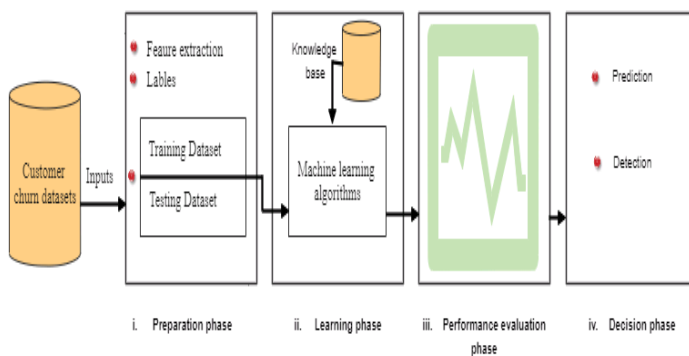 Customer
churn datasets
Inputs
Feaure extraction
Lables
Training Dataset
Testing Dataset
i. Preparation phase
Knowledge
base
Machine learning
algorithms
ii. Learning phase
iii. Performance evaluation
phase
Prediction
Detection
iv. Decision phase